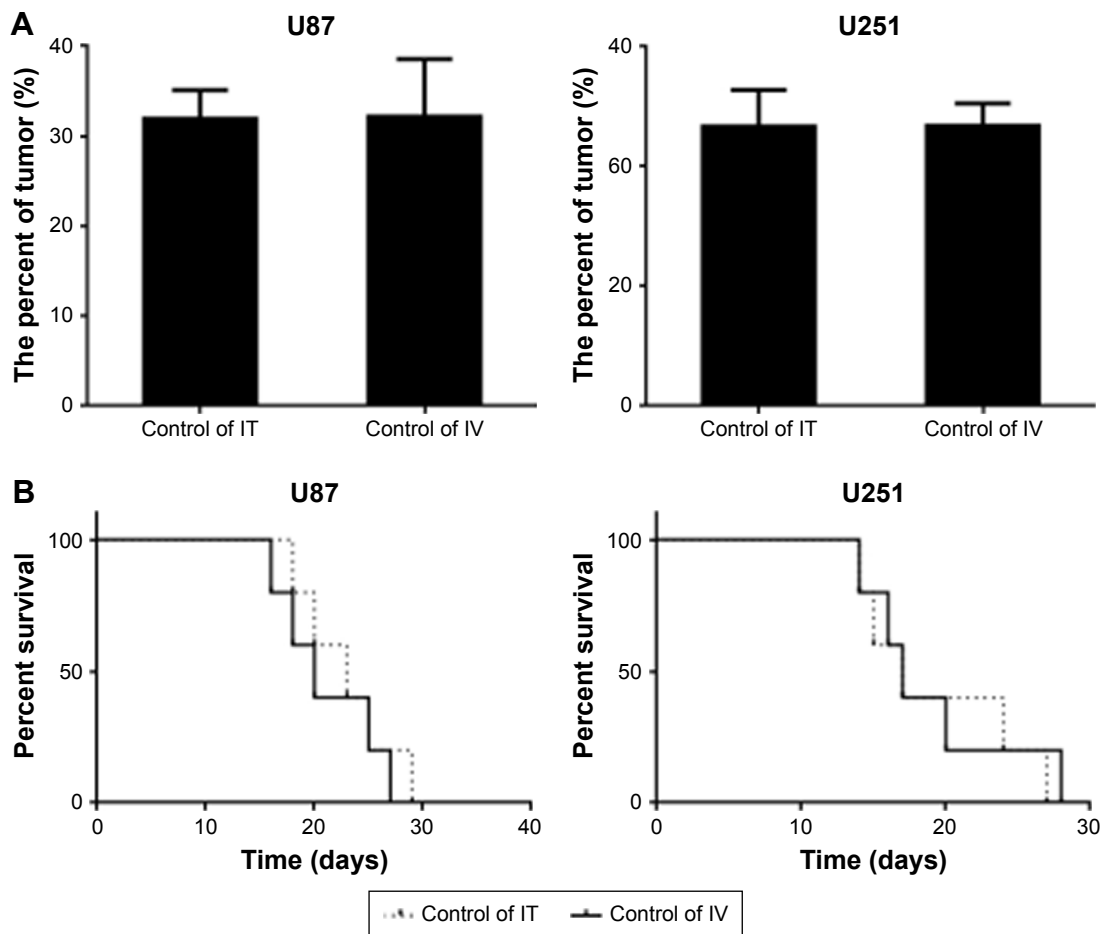 A
U87
U251
The percent of tumor (%)
40
30
20
10
0
Control of IT
Control of IV
The percent of tumor (%)
40
60
20
0
Control of IT
Control of IV
B
U87
U251
Percent survival
100
50
0
0
10
20
30
40
Time (days)
Percent survival
100
50
0
0
10
20
30
Time (days)
Control of IT
Control of IV